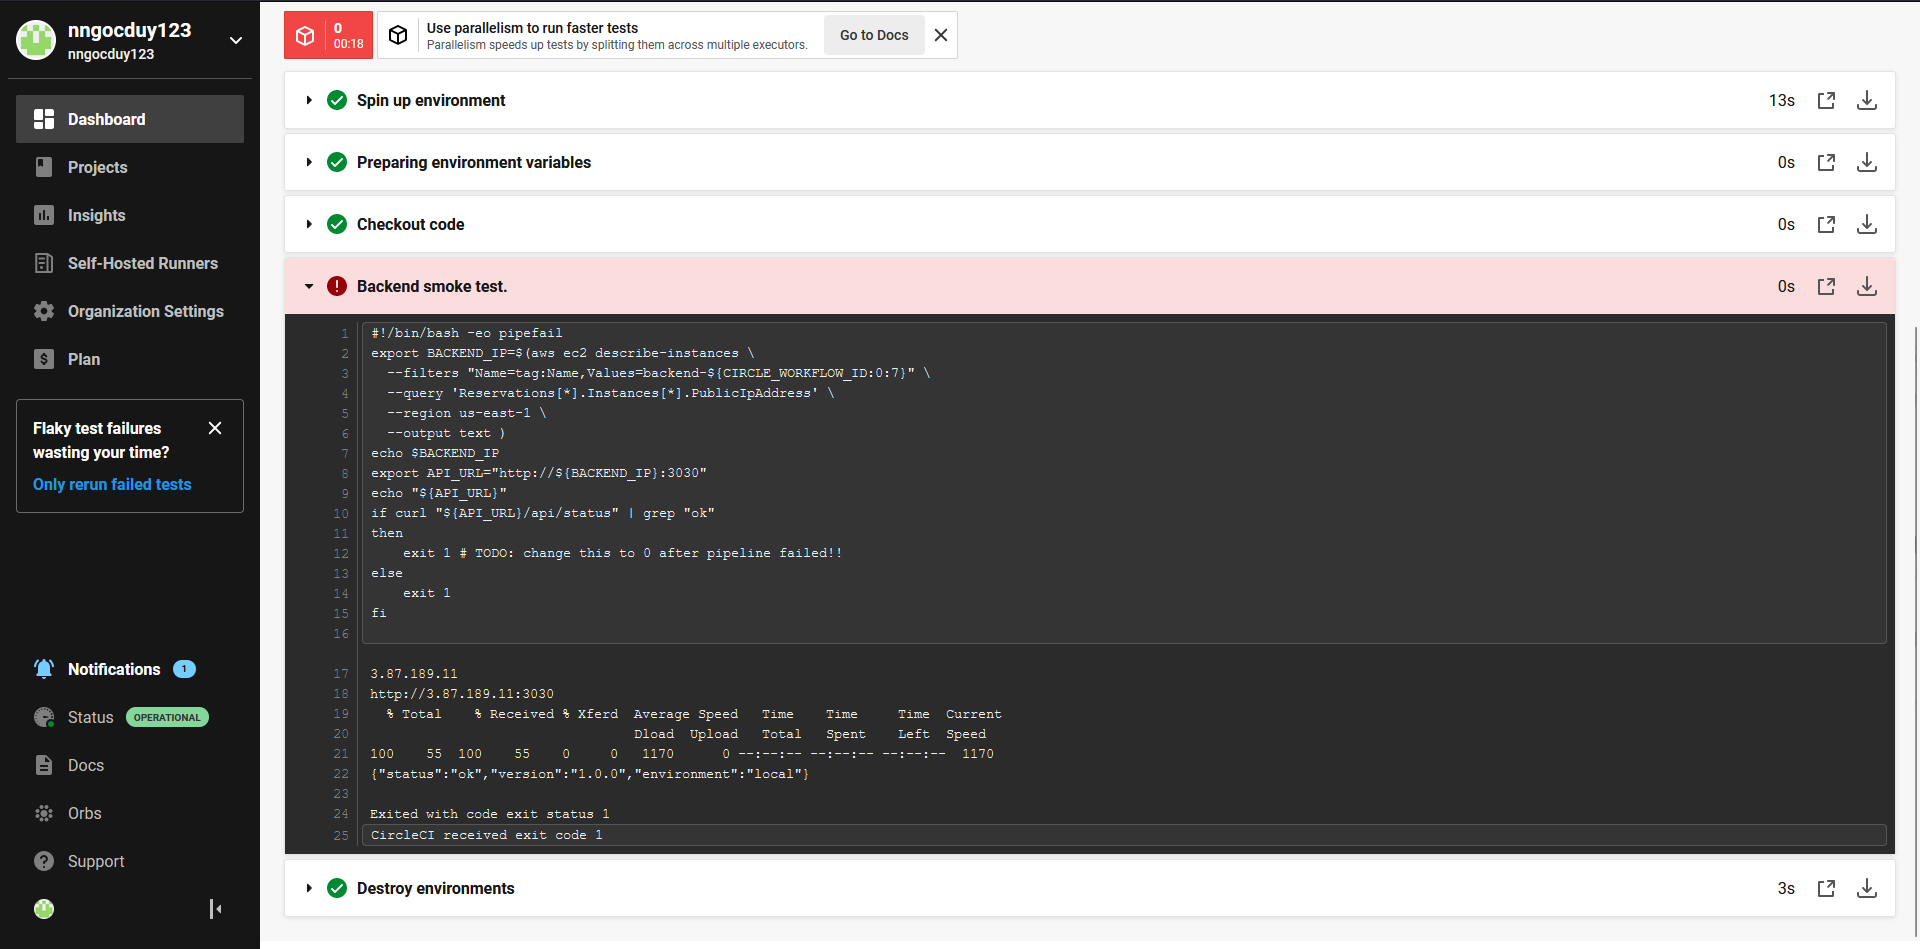 nngocduy123
nngocduy123
Dashboard
Projects
Insights
Self-Hosted Runners
Organization Settings
Plan
Flaky test failures
wasting your time?
Only rerun failed tests
Notifications 1
Status OPERATIONAL
Docs
Orbs
Support
0
00:18
Use parallelism to run faster tests
Parallelism speeds up tests by splitting them across multiple executors.
Go to Docs
Spin up environment 13s
Preparing environment variables 0s
Checkout code 0s
Backend smoke test. 0s
1 #!/bin/bash -eo pipefail
2 export BACKEND_IP=$(aws ec2 describe-instances \
3   --filters "Name=tag:Name,Values=backend-${CIRCLE_WORKFLOW_ID:0:7}" \
4   --query 'Reservations[*].Instances[*].PublicIpAddress' \
5   --region us-east-1 \
6   --output text )
7 echo $BACKEND_IP
8 export API_URL="http://${BACKEND_IP}:3030"
9 echo "${API_URL}"
10 if curl "${API_URL}/api/status" | grep "ok"
11 then
12     exit 1 # TODO: change this to 0 after pipeline failed!!
13 else
14     exit 1
15 fi
16
17 3.87.189.11
18 http://3.87.189.11:3030
19   % Total    % Received % Xferd  Average Speed   Time    Time     Time  Current
20                                  Dload  Upload   Total   Spent    Left  Speed
21 100    55  100    55    0     0   1170      0 --:--:-- --:--:-- --:--:--  1170
22 {"status":"ok","version":"1.0.0","environment":"local"}
23
24 Exited with code exit status 1
25 CircleCI received exit code 1
Destroy environments 3s